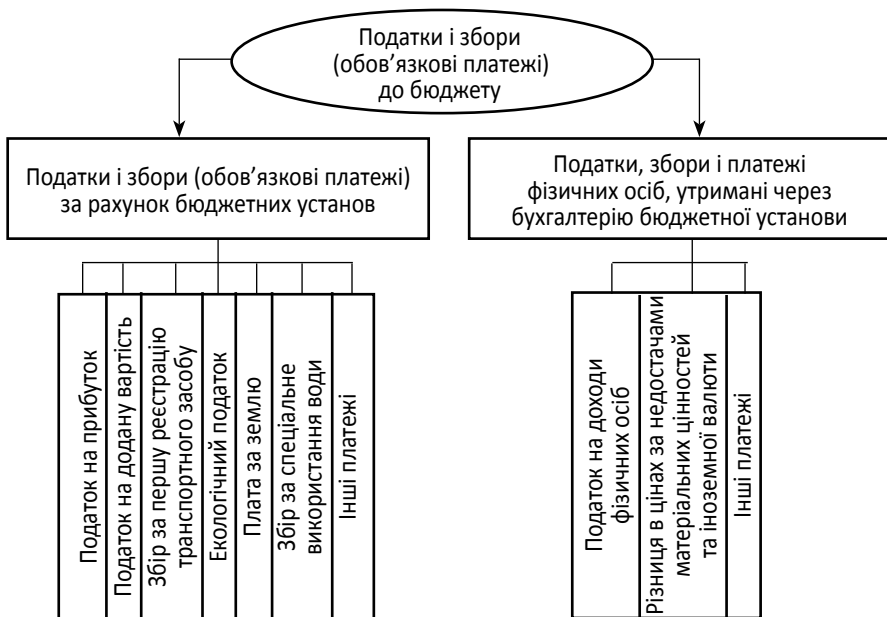 Податки і збори
(обов’язкові платежі)
до бюджету
Податки і збори (обов’язкові платежі)
за рахунок бюджетних установ
Податки, збори і платежі
фізичних осіб, утримані через
бухгалтерію бюджетної установи
Податок на прибуток
Податок на додану вартість
Збір за першу реєстрацію
транспортного засобу
Екологічний податок
Плата за землю
Збір за спеціальне
використання води
Інші платежі
Податок на доходи
фізичних осіб
Різниця в цінах за недостачами
матеріальних цінностей
та іноземної валюти
Інші платежі